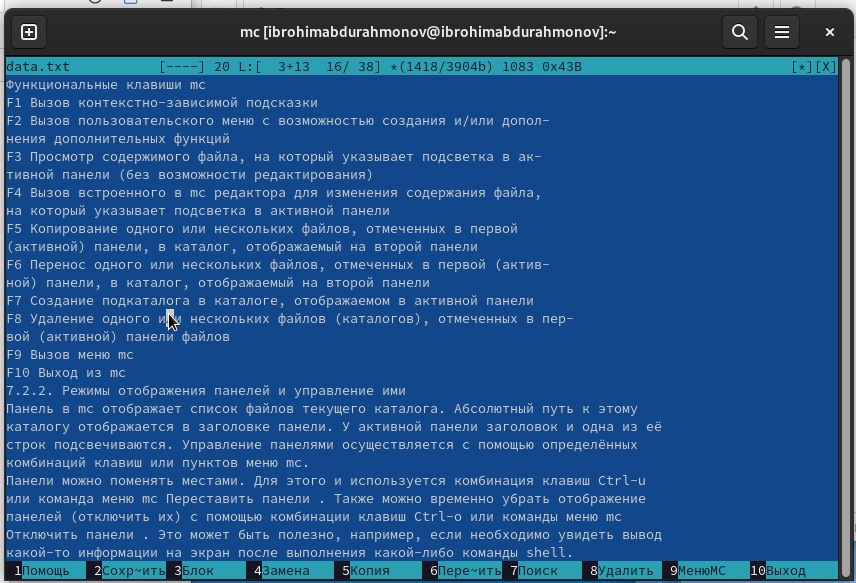 mc [ibrohimabdurahmonov@ibrohimabdurahmonov]:~
data.txt [----] 20 L:[ 3+13 16/ 38] *(1418/3904b) 1083 0x43B [*][X]
Функциональные клавиши mc
F1 Вызов контекстно-зависимой подсказки
F2 Вызов пользовательского меню с возможностью создания и/или допол-
нения дополнительных функций
F3 Просмотр содержимого файла, на который указывает подсветка в ак-
тивной панели (без возможности редактирования)
F4 Вызов встроенного в mc редактора для изменения содержания файла,
на который указывает подсветка в активной панели
F5 Копирование одного или нескольких файлов, отмеченных в первой
(активной) панели, в каталог, отображаемый на второй панели
F6 Перенос одного или нескольких файлов, отмеченных в первой (актив-
ной) панели, в каталог, отображаемый на второй панели
F7 Создание подкаталога в каталоге, отображаемом в активной панели
F8 Удаление одного или нескольких файлов (каталогов), отмеченных в пер-
вой (активной) панели файлов
F9 Вызов меню mc
F10 Выход из mc
7.2.2. Режимы отображения панелей и управление ими
Панель в mc отображает список файлов текущего каталога. Абсолютный путь к этому
каталогу отображается в заголовке панели. У активной панели заголовок и одна из её
строк подсвечиваются. Управление панелями осуществляется с помощью определённых
комбинаций клавиш или пунктов меню mc.
Панели можно поменять местами. Для этого и используется комбинация клавиш Ctrl-u
или команда меню mc Переставить панели . Также можно временно убрать отображение
панелей (отключить их) с помощью комбинации клавиш Ctrl-o или команды меню mc
Отключить панели . Это может быть полезно, например, если необходимо увидеть вывод
какой-то информации на экран после выполнения какой-либо команды shell.
1Помощь 2Сохр~ить 3Блок 4Замена 5Копия 6Пере~ить 7Поиск 8Удалить 9МенюMC 10Выход